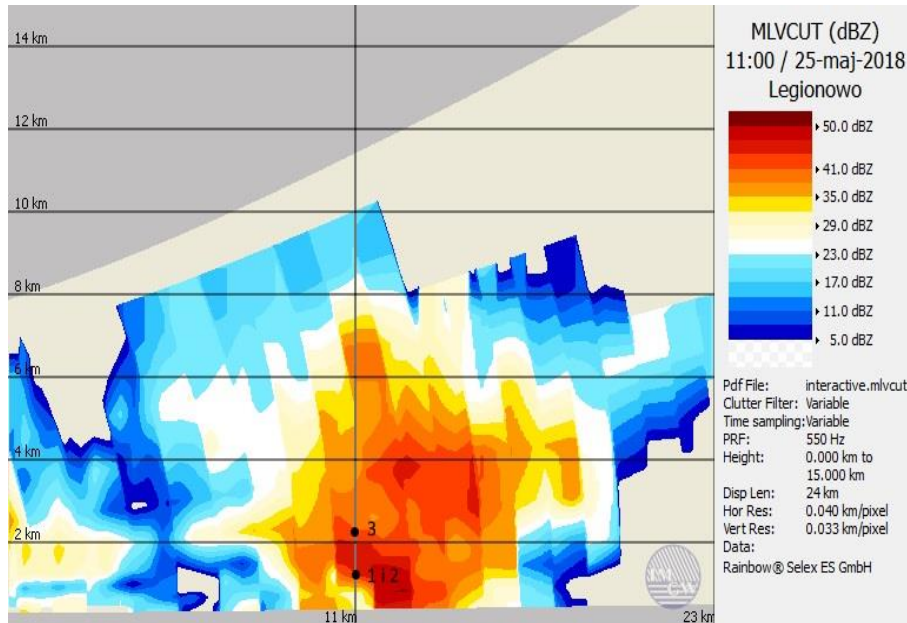 14 km
12 km
10 km
8 km
6 km
4 km
2 km
3
1 i 2
11 km
23 km
MLVCUT (dBZ)
11:00 / 25-maj-2018
Legionowo
50.0 dBZ
41.0 dBZ
35.0 dBZ
29.0 dBZ
23.0 dBZ
17.0 dBZ
11.0 dBZ
5.0 dBZ
Pdf File: interactive.mlvcut
Clutter Filter: Variable
Time sampling:Variable
PRF: 550 Hz
Height: 0.000 km to
15.000 km
Disp Len: 24 km
Hor Res: 0.040 km/pixel
Vert Res: 0.033 km/pixel
Data:
Rainbow® Selex ES GmbH